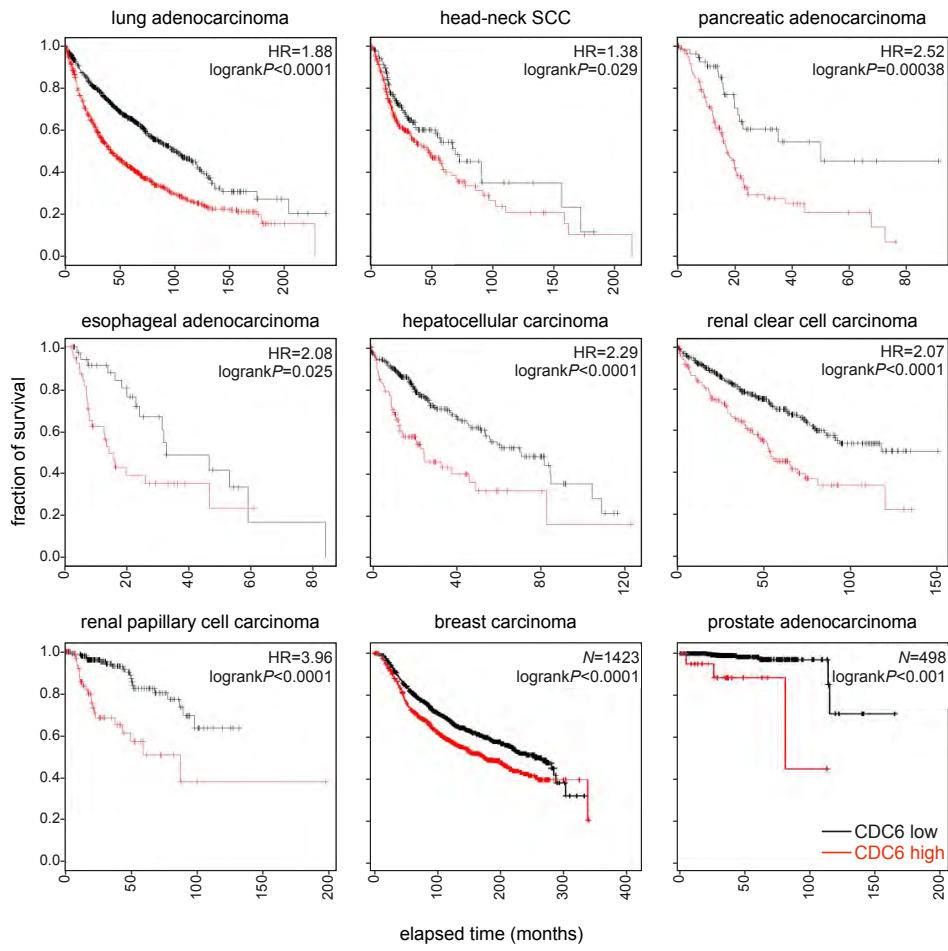 lung adenocarcinoma
HR=1.88
logrankP<0.0001
1.0
0.8
0.6
0.4
0.2
0.0
0
50
100
150
200
head-neck SCC
HR=1.38
logrankP=0.029
0
50
100
150
200
pancreatic adenocarcinoma
HR=2.52
logrankP=0.00038
0
20
40
60
80
fraction of survival
esophageal adenocarcinoma
HR=2.08
logrankP=0.025
1.0
0.8
0.6
0.4
0.2
0.0
0
20
40
60
80
hepatocellular carcinoma
HR=2.29
logrankP<0.0001
0
40
80
120
renal clear cell carcinoma
HR=2.07
logrankP<0.0001
0
50
100
150
renal papillary cell carcinoma
HR=3.96
logrankP<0.0001
1.0
0.8
0.6
0.4
0.2
0.0
0
50
100
150
200
breast carcinoma
N=1423
logrankP<0.0001
0
100
200
300
400
prostate adenocarcinoma
N=498
logrankP<0.001
CDC6 low
CDC6 high
0
50
100
150
200
elapsed time (months)